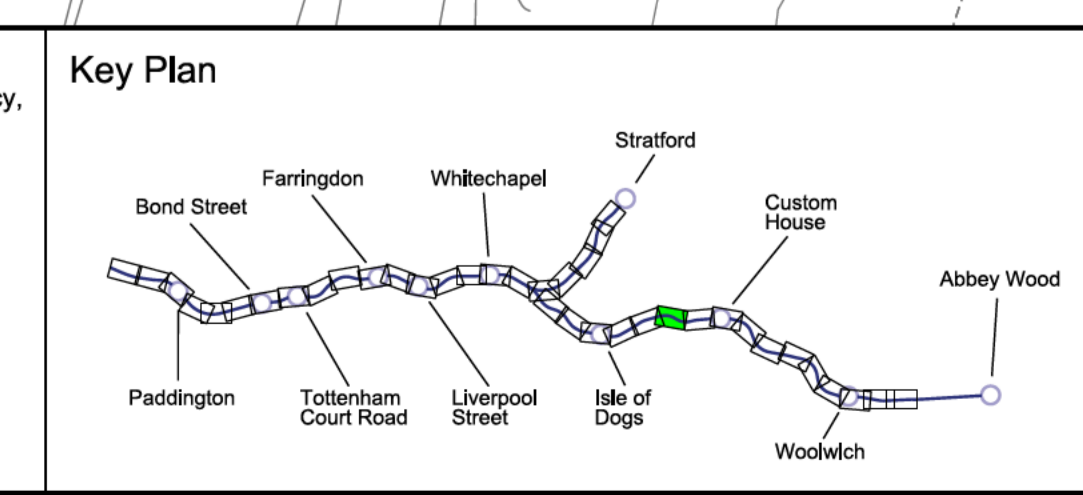 cy,
Key Plan
Stratford
Farringdon
Whitechapel
Bond Street
Custom
House
Abbey Wood
Paddington
Tottenham
Court Road
Liverpool
Street
Isle of
Dogs
Woolwich